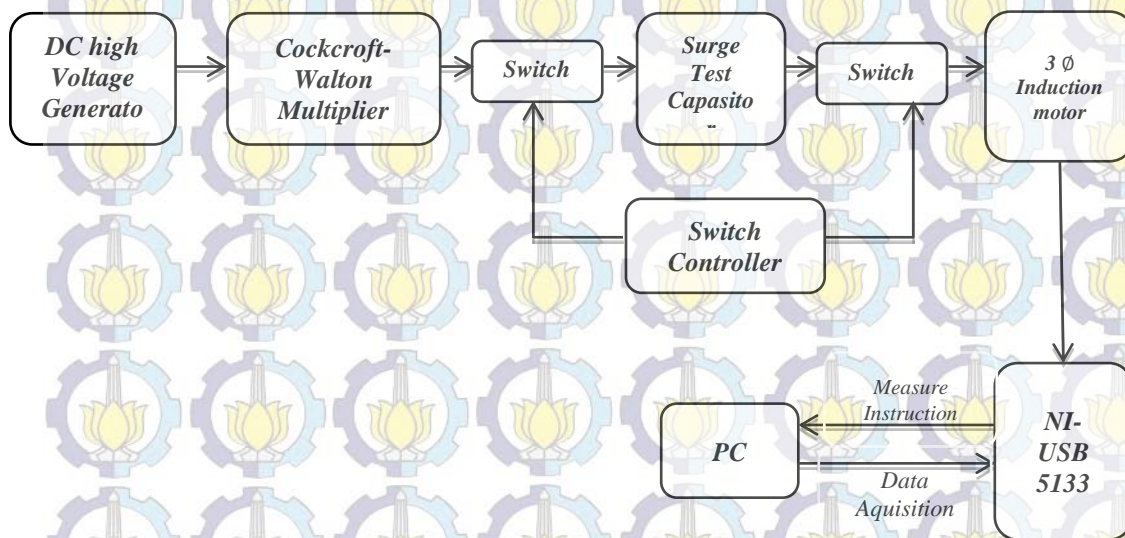 DC high
Voltage
Generato
Cockcroft-
Walton
Multiplier
Switch
Surge
Test
Capasito
Switch
3 Ø
Induction
motor
Switch
Controller
Measure
Instruction
PC
Data
Aquisition
NI-
USB
5133